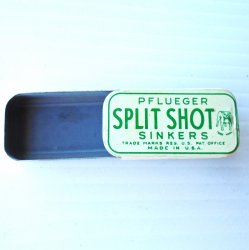 PFLUEGER
SPLIT SHOT
SINKERS
TRADE MARKS REG. U.S. PAT. OFFICE
MADE IN U.S.A.